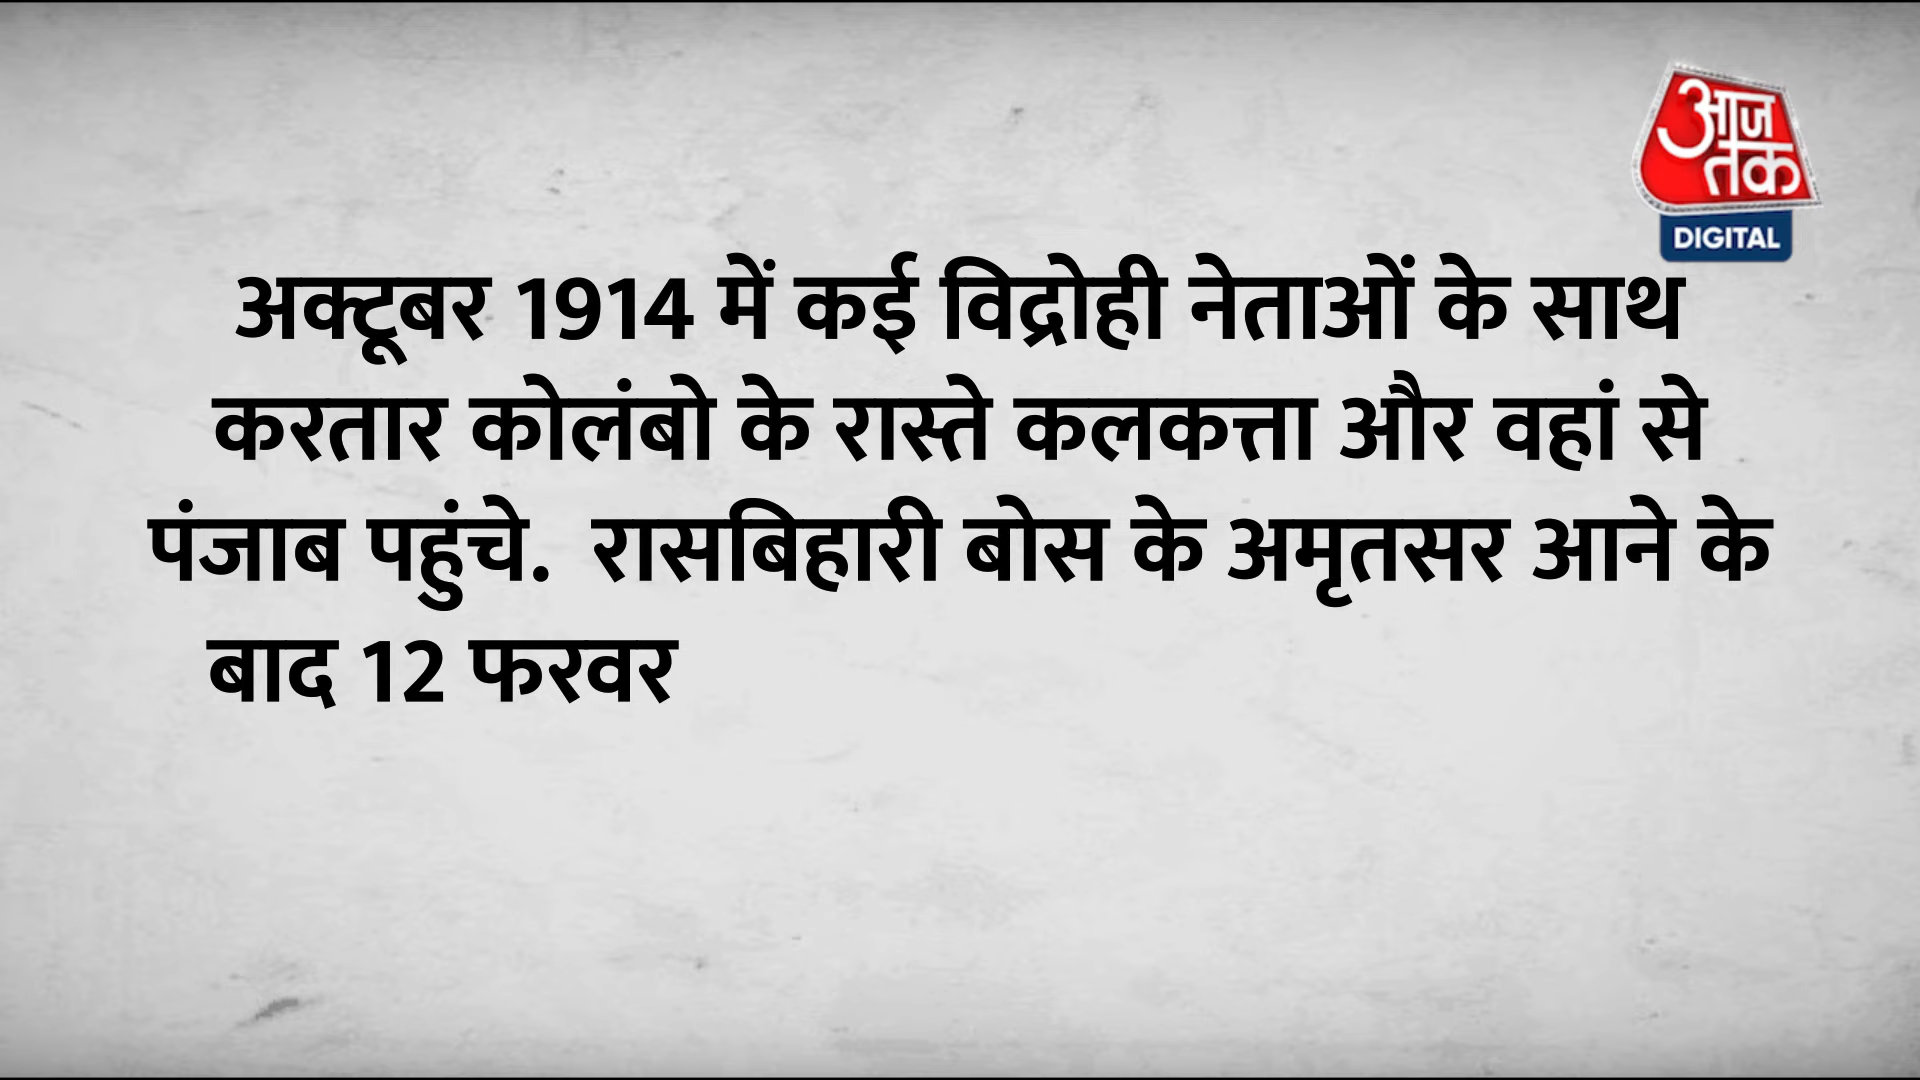 आज
तक
DIGITAL
अक्टूबर 1914 में कई विद्रोही नेताओं के साथ
करतार कोलंबो के रास्ते कलकत्ता और वहां से
पंजाब पहुंचे. रासबिहारी बोस के अमृतसर आने के
बाद 12 फरवर